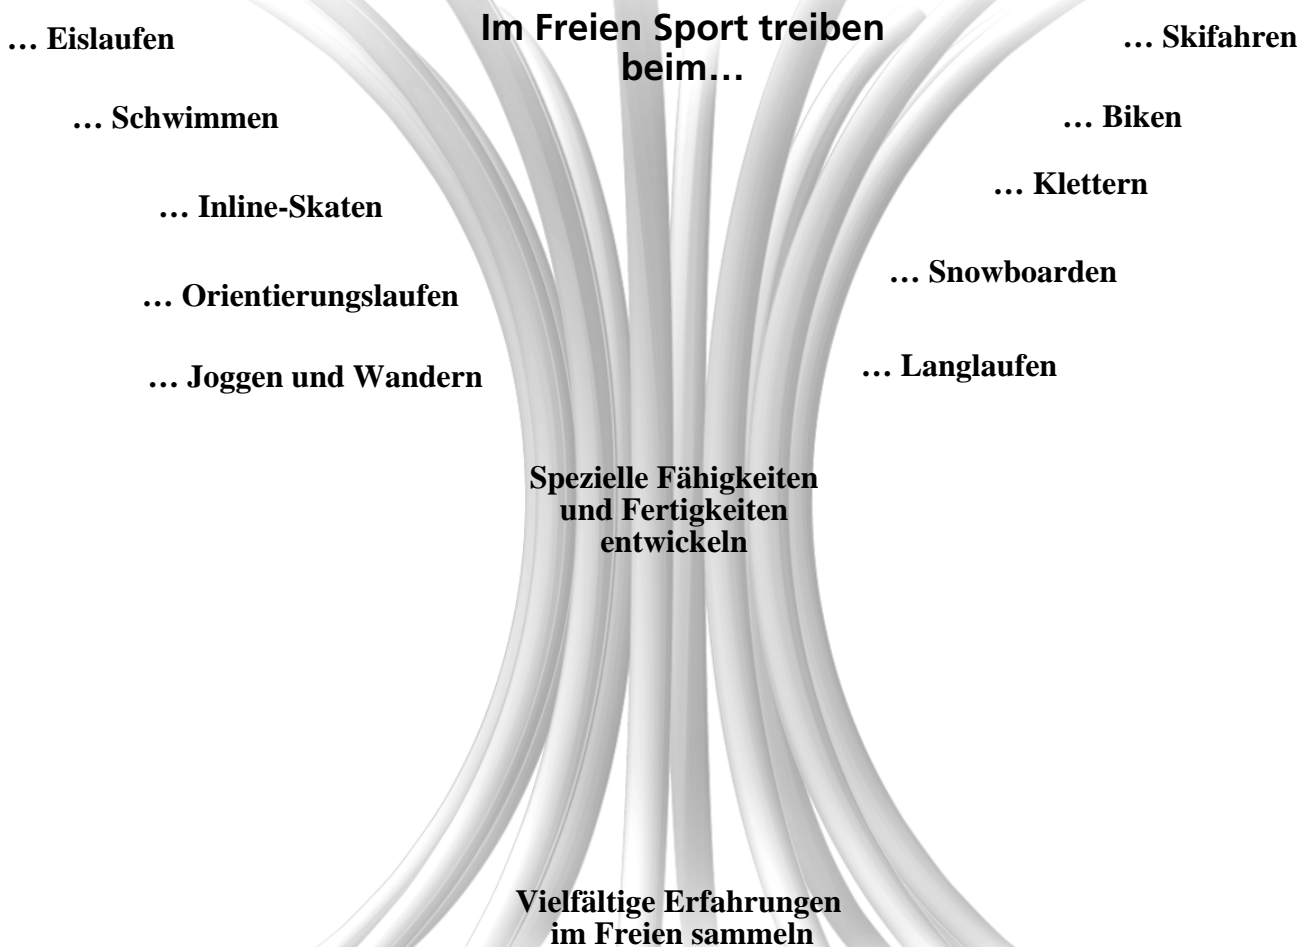 Im Freien Sport treiben
beim…
… Eislaufen
… Schwimmen
… Inline-Skaten
… Orientierungslaufen
… Joggen und Wandern
… Skifahren
… Biken
… Klettern
… Snowboarden
… Langlaufen
Spezielle Fähigkeiten
und Fertigkeiten
entwickeln
Vielfältige Erfahrungen
im Freien sammeln